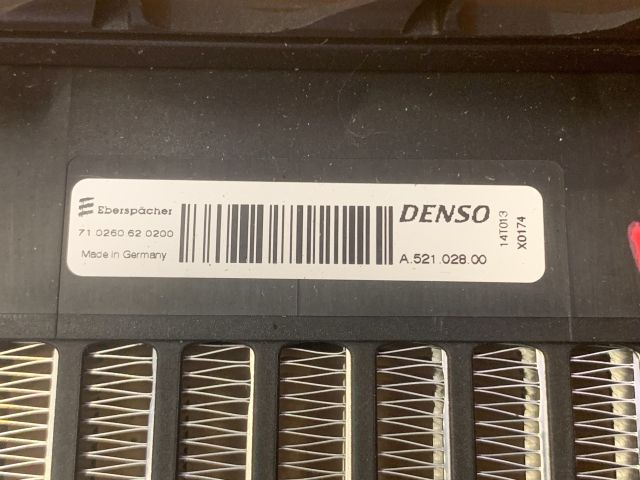 Eberspächer
71 0260 62 0200
Made in Germany
DENSO
A.521.028.00
14T013
X0174